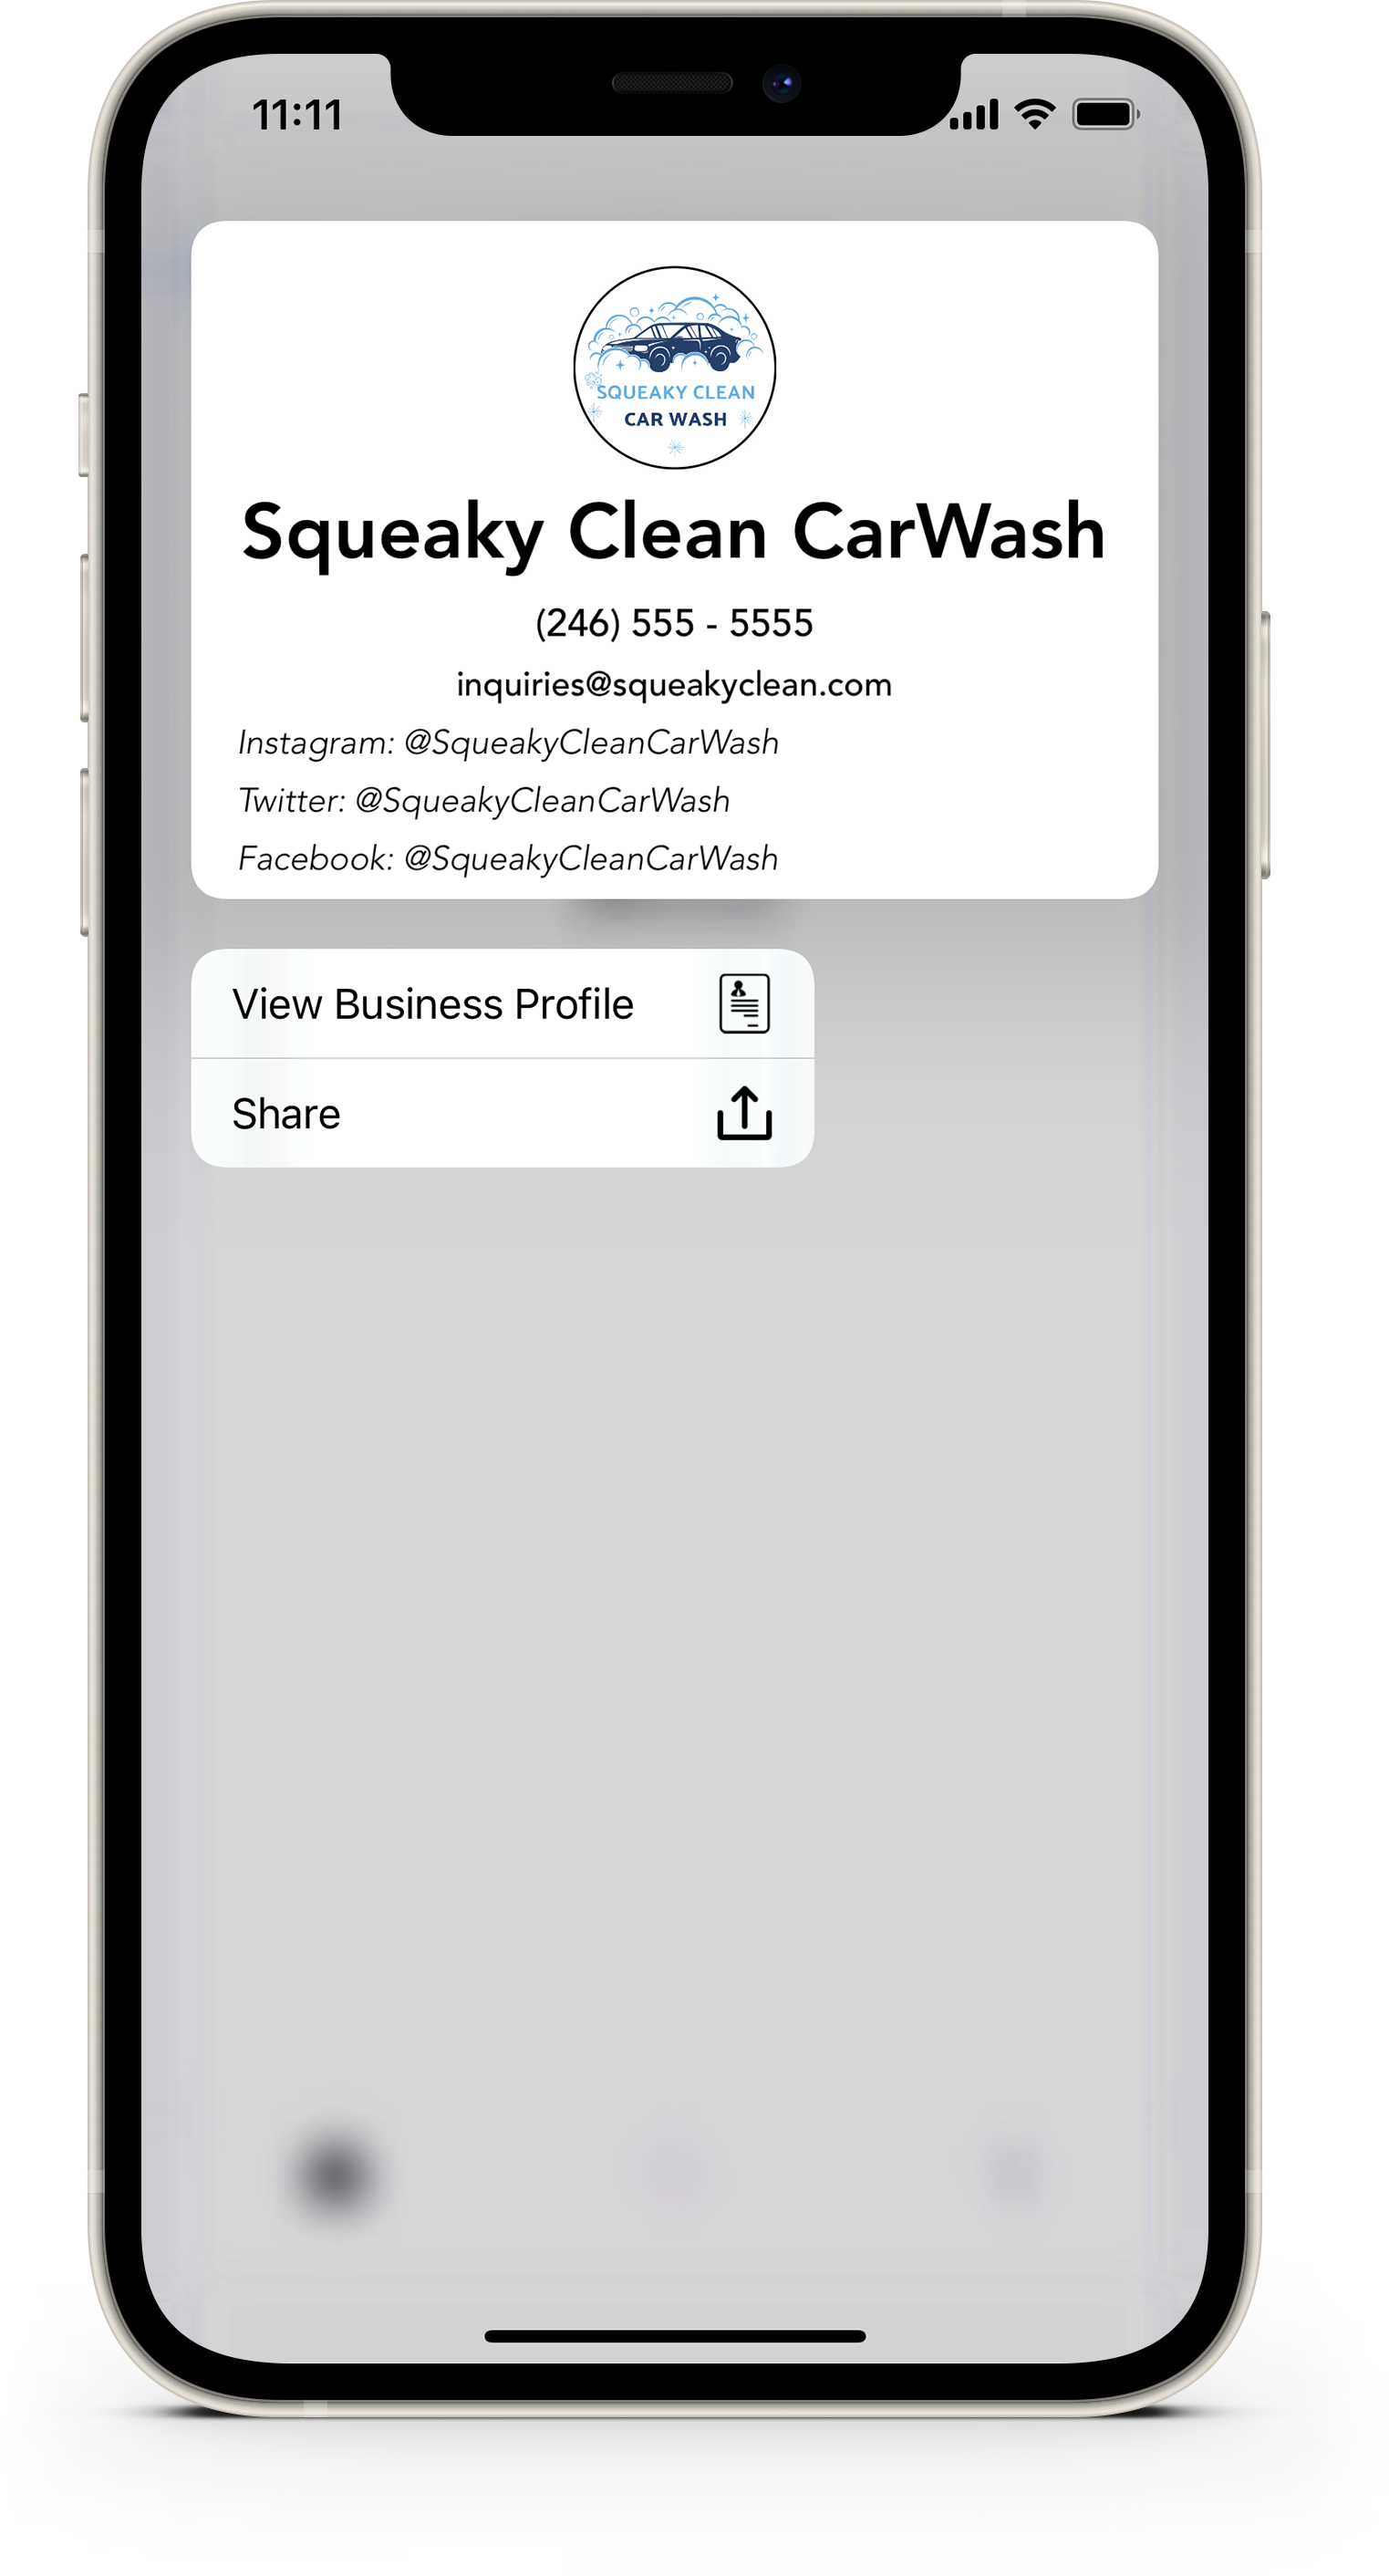 11:11
SQUEAKY CLEAN
CAR WASH
Squeaky Clean CarWash
(246) 555 - 5555
inquiries@squeakyclean.com
Instagram: @SqueakyCleanCarWash
Twitter: @SqueakyCleanCarWash
Facebook: @SqueakyCleanCarWash
View Business Profile
Share